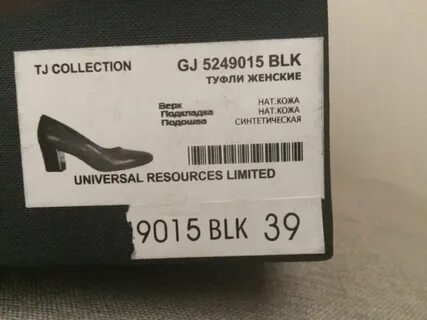 TJ COLLECTION GJ 5249015 BLK
ТУФЛИ ЖЕНСКИЕ
Верх НАТ.КОЖА
Подкладка НАТ.КОЖА
Подошва СИНТЕТИЧЕСКАЯ
UNIVERSAL RESOURCES LIMITED
9015 BLK 39